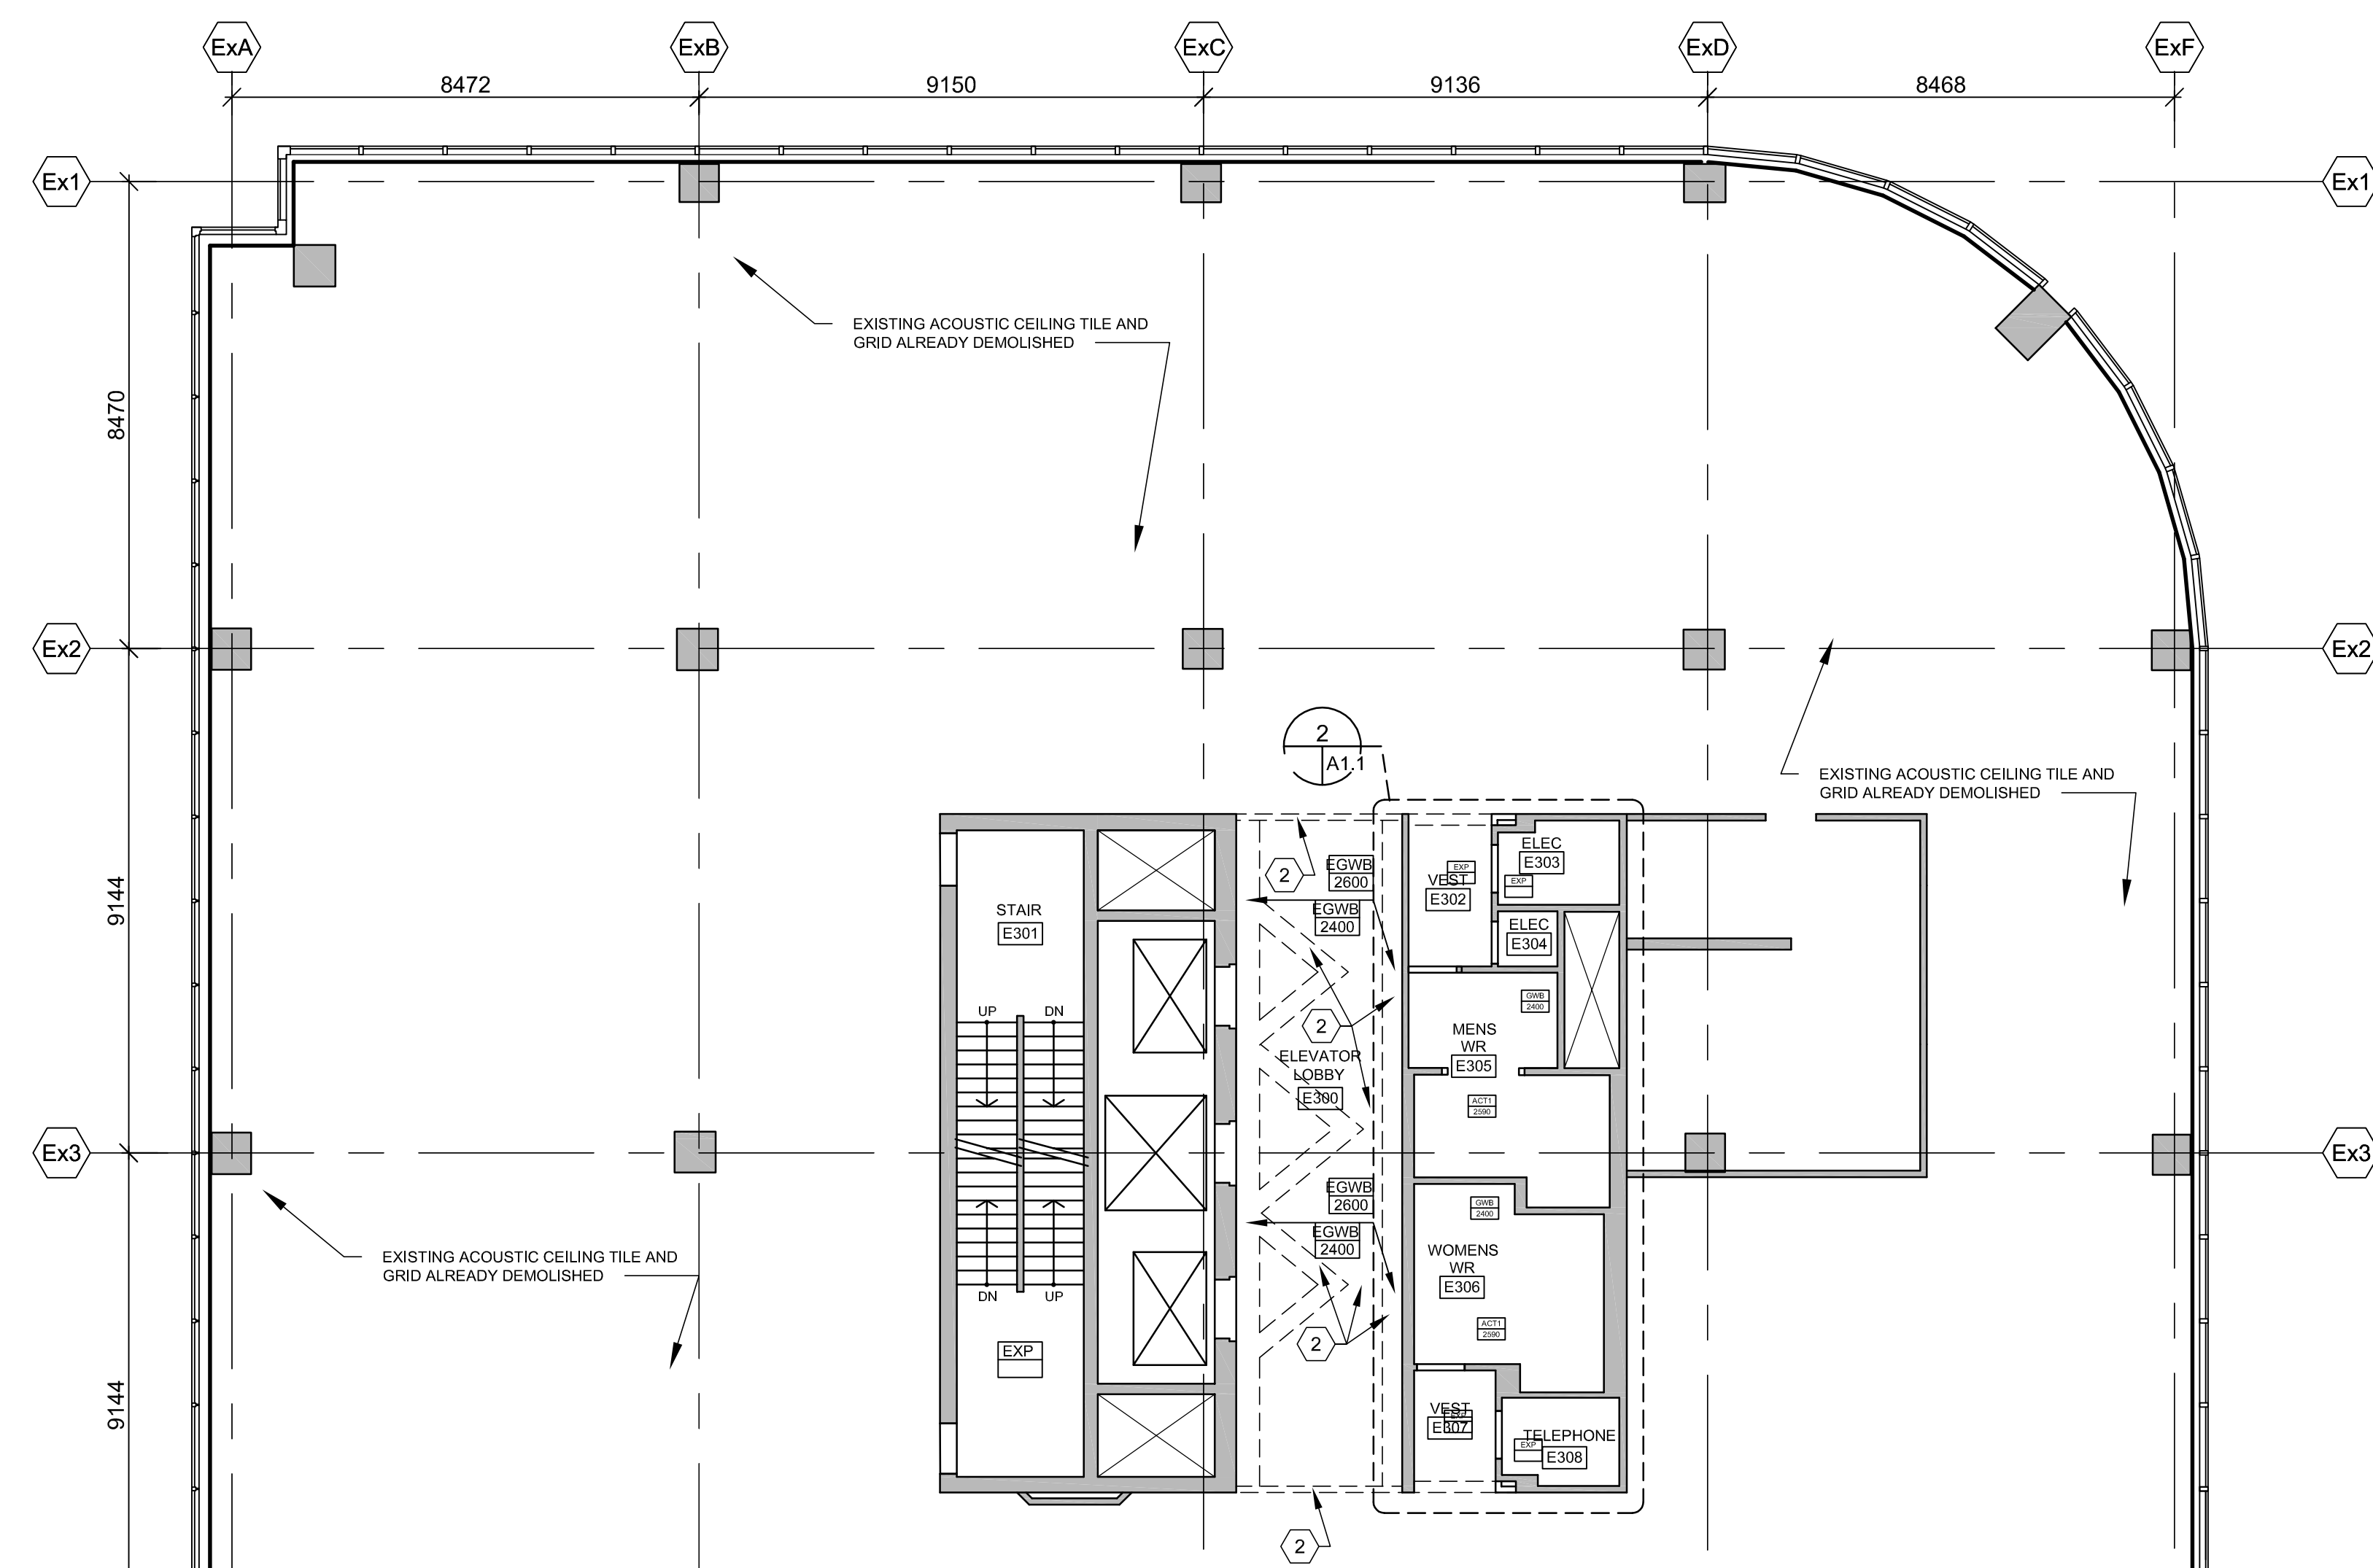 ExA
ExB
ExC
ExD
ExF
8472
9150
9136
8468
Ex1
Ex1
EXISTING ACOUSTIC CEILING TILE AND
GRID ALREADY DEMOLISHED
8470
Ex2
Ex2
2
A1.1
EXISTING ACOUSTIC CEILING TILE AND
GRID ALREADY DEMOLISHED
9144
STAIR
E301
2
EGWB
2600
EGWB
2400
EXP
VEST
E302
ELEC
E303
EXP
ELEC
E304
GWB
2400
UP
DN
2
MENS
WR
E305
ELEVATOR
LOBBY
E300
ACT1
2590
Ex3
Ex3
EGWB
2600
EGWB
2400
GWB
2400
EXISTING ACOUSTIC CEILING TILE AND
GRID ALREADY DEMOLISHED
WOMENS
WR
E306
DN
UP
ACT1
2590
2
EXP
9144
VEST
EXP
E307
TELEPHONE
EXP
E308
2